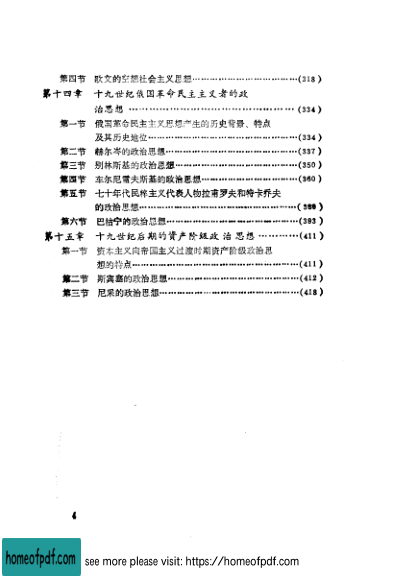 第四节 欧文的空想社会主义思想……………………………(318)
第十四章 十九世纪俄国革命民主主义者的政
治思想 …………………………………………… (334)
第一节 俄国革命民主主义思想产生的历史背景、特点
及其历史地位…………………………………………(334)
第二节 赫尔岑的政治思想……………………………………(337)
第三节 别林斯基的政治思想…………………………………(350)
第四节 车尔尼雪夫斯基的政治思想…………………………(360)
第五节 七十年代民粹主义代表人物拉甫罗夫和特卡乔夫
的政治思想……………………………………………
第六节 巴枯宁的政治思想……………………………………(393)
第十五章 十九世纪后期的资产阶级政治思想 …………(411)
第一节 资本主义向帝国主义过渡时期资产阶级政治思
想的特点………………………………………………(411)
第二节 斯宾塞的政治思想……………………………………(412)
第三节 尼采的政治思想………………………………………(418)
4
homeofpdf.com see more please visit: https://homeofpdf.com